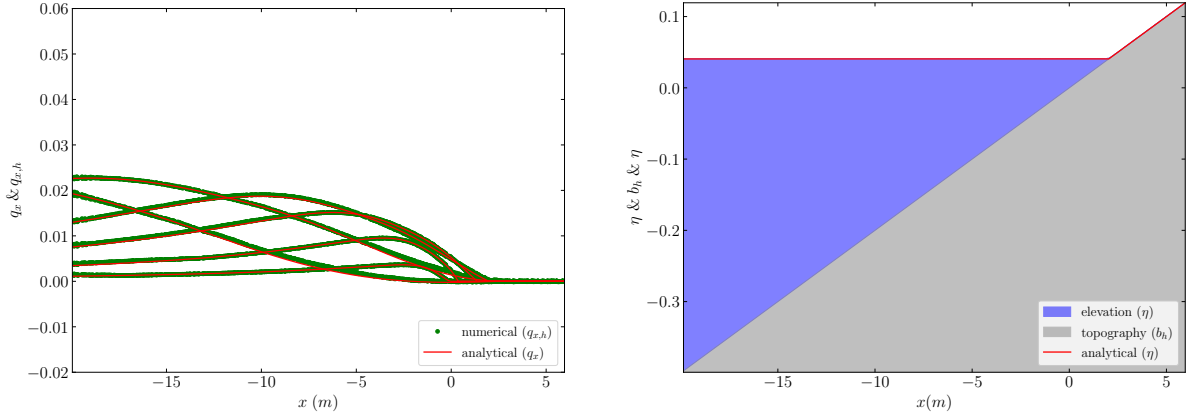 0.06
0.05
0.04
0.03
0.02
0.01
0.00
−0.01
−0.02
q_x & q_{x,h}
numerical (q_{x,h})
analytical (q_x)
−15
−10
−5
0
5
x (m)
0.1
0.0
−0.1
−0.2
−0.3
η & b_h & η
elevation (η)
topography (b_h)
analytical (η)
−15
−10
−5
0
5
x(m)